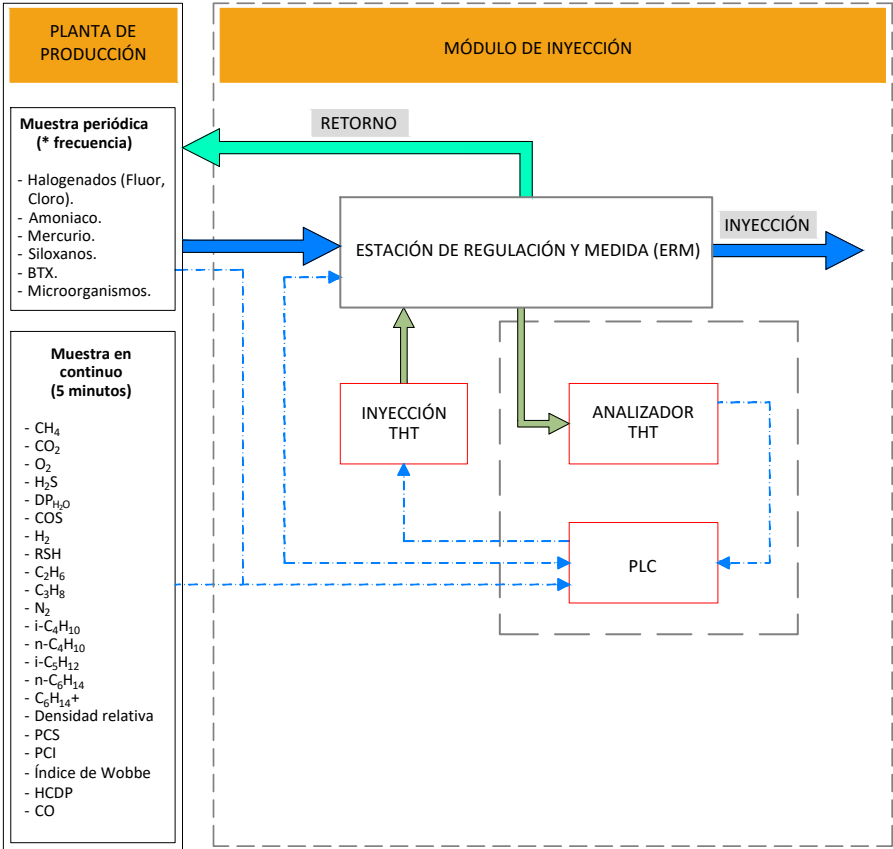 PLANTA DE
PRODUCCIÓN
MÓDULO DE INYECCIÓN
Muestra periódica
(* frecuencia)
- Halogenados (Fluor,
Cloro).
- Amoniaco.
- Mercurio.
- Siloxanos.
- BTX.
- Microorganismos.
RETORNO
ESTACIÓN DE REGULACIÓN Y MEDIDA (ERM)
INYECCIÓN
Muestra en
continuo
(5 minutos)
- CH₄
- CO₂
- O₂
- H₂S
- DP_H₂O
- COS
- H₂
- RSH
- C₂H₆
- C₃H₈
- N₂
- i-C₄H₁₀
- n-C₄H₁₀
- i-C₅H₁₂
- n-C₆H₁₄
- C₆H₁₄+
- Densidad relativa
- PCS
- PCI
- Índice de Wobbe
- HCDP
- CO
INYECCIÓN
THT
ANALIZADOR
THT
PLC